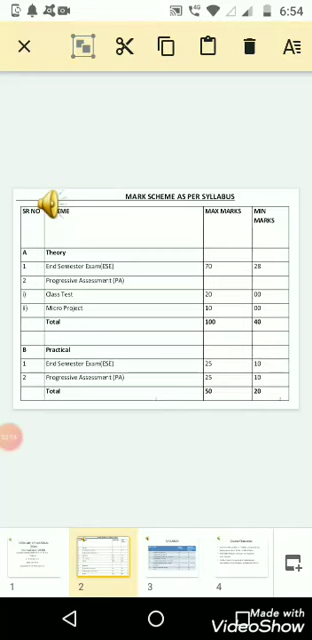 6:54
MARK SCHEME AS PER SYLLABUS
SR NO EME MAX MARKS MIN MARKS
A Theory
1 End Semester Exam(ESE) 70 28
2 Progressive Assessment (PA)
i) Class Test 20 00
ii) Micro Project 10 00
Total 100 40
B Practical
1 End Semester Exam(ESE) 25 10
2 Progressive Assessment (PA) 25 10
Total 50 20
1 2 3 4
Made with
VideoShow